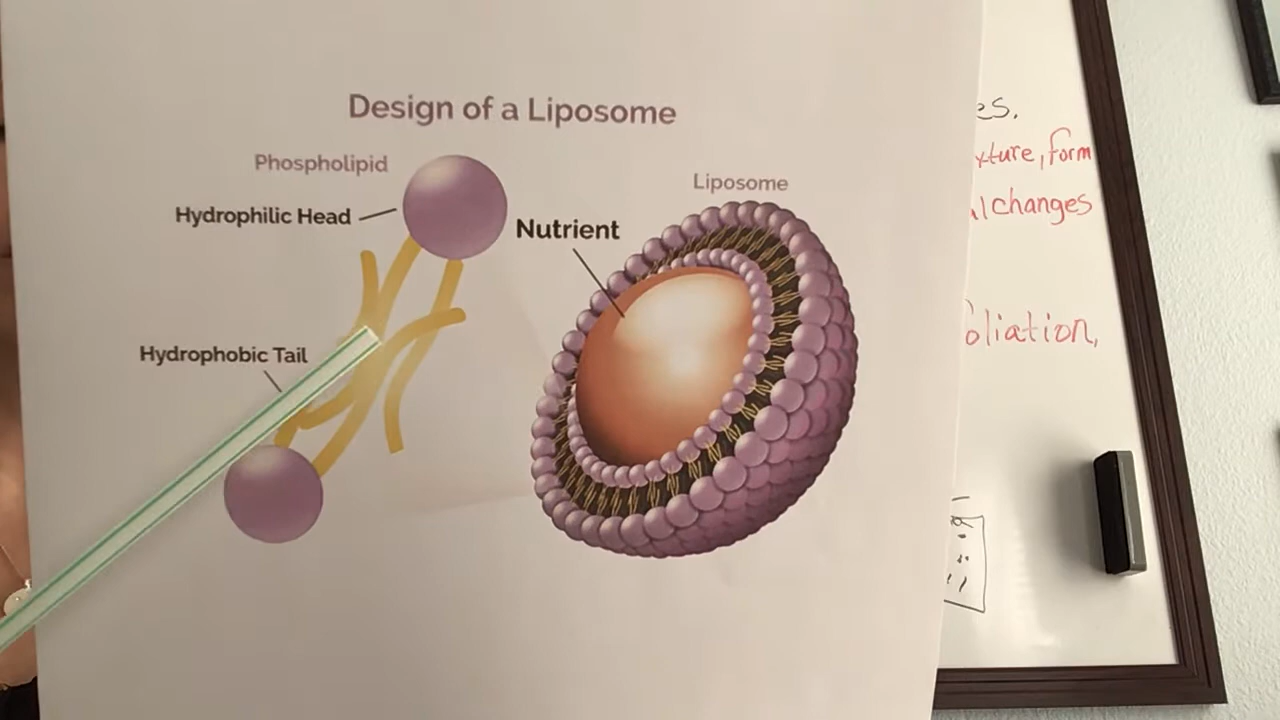 Design of a Liposome
Phospholipid
Hydrophilic Head
Hydrophobic Tail
Nutrient
Liposome
es.
xture, form
changes
oliation,